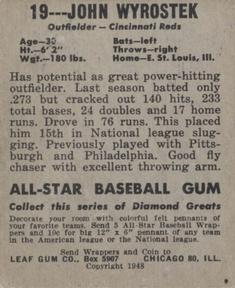 19---JOHN WYROSTEK
Outfielder - Cincinnati Reds
Age-30 Bats-left
Ht.-6'2" Throws-right
Wgt.-180 lbs. Home-E. St. Louis, Ill.
Has potential as great power-hitting
outfielder. Last season batted only
.273 but cracked out 140 hits, 233
total bases, 24 doubles and 17 home
runs. Drove in 76 runs. This placed
him 15th in National league slug-
ging. Previously played with Pitts-
burgh and Philadelphia. Good fly
chaser with excellent throwing arm.
ALL-STAR BASEBALL GUM
Collect this series of Diamond Greats
Decorate your room with colorful felt pennants of
your favorite teams. Send 5 All-Star Baseball Wrap-
pers and 10c for big 12" x 6" pennant of any team
in the American league or the National league.
Send Wrappers and Coin to
LEAF GUM CO., Box 5907 CHICAGO 80, ILL.
Copyright 1948